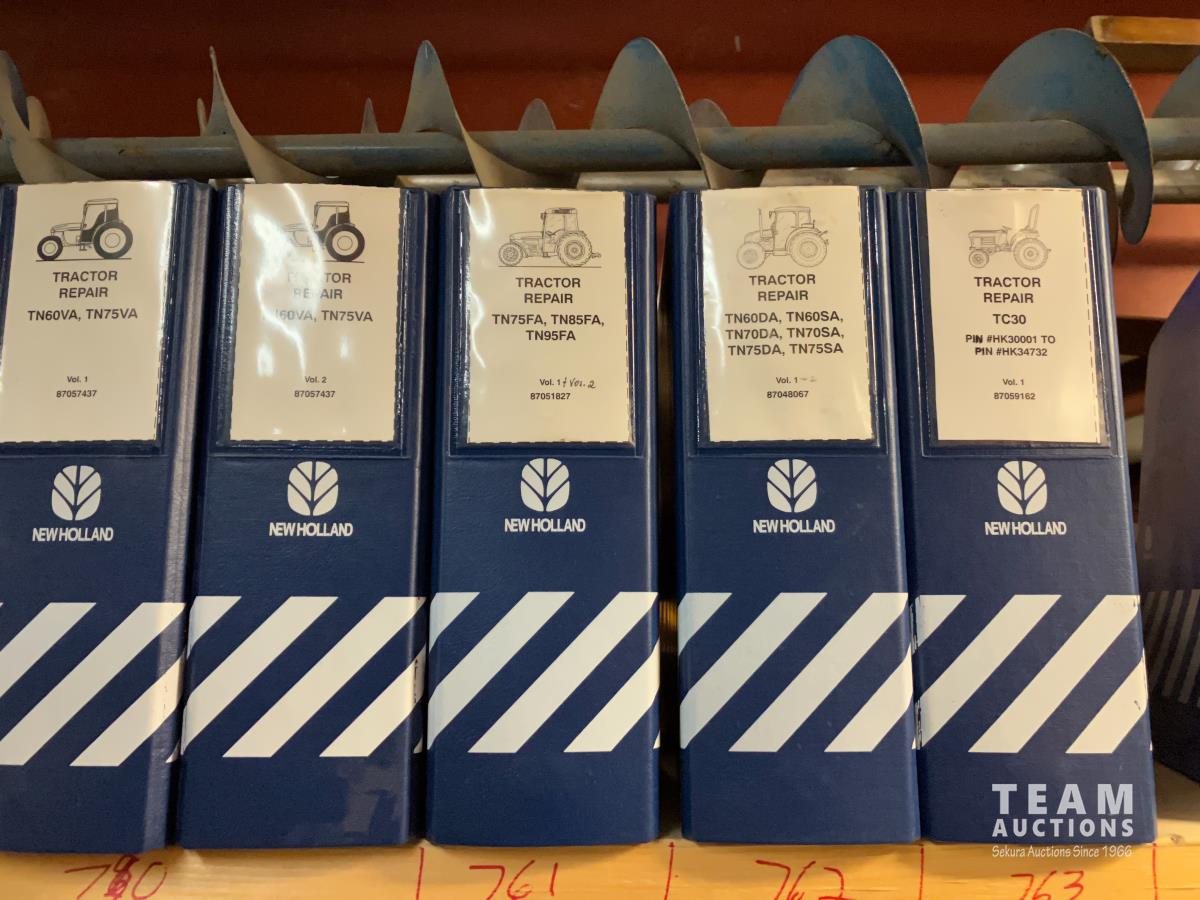 TRACTOR
REPAIR
TN60VA, TN75VA
Vol. 1
87057437
NEW HOLLAND
TRACTOR
REPAIR
TN60VA, TN75VA
Vol. 2
87057437
NEW HOLLAND
TRACTOR
REPAIR
TN75FA, TN85FA,
TN95FA
Vol. 1 + Vol. 2
87051827
NEW HOLLAND
TRACTOR
REPAIR
TN60DA, TN60SA,
TN70DA, TN70SA,
TN75DA, TN75SA
Vol. 1-2
87048067
NEW HOLLAND
TRACTOR
REPAIR
TC30
PIN #HK30001 TO
PIN #HK34732
Vol. 1
87059162
NEW HOLLAND
761
762
763
TEAM
AUCTIONS
Sekura Auctions Since 1966